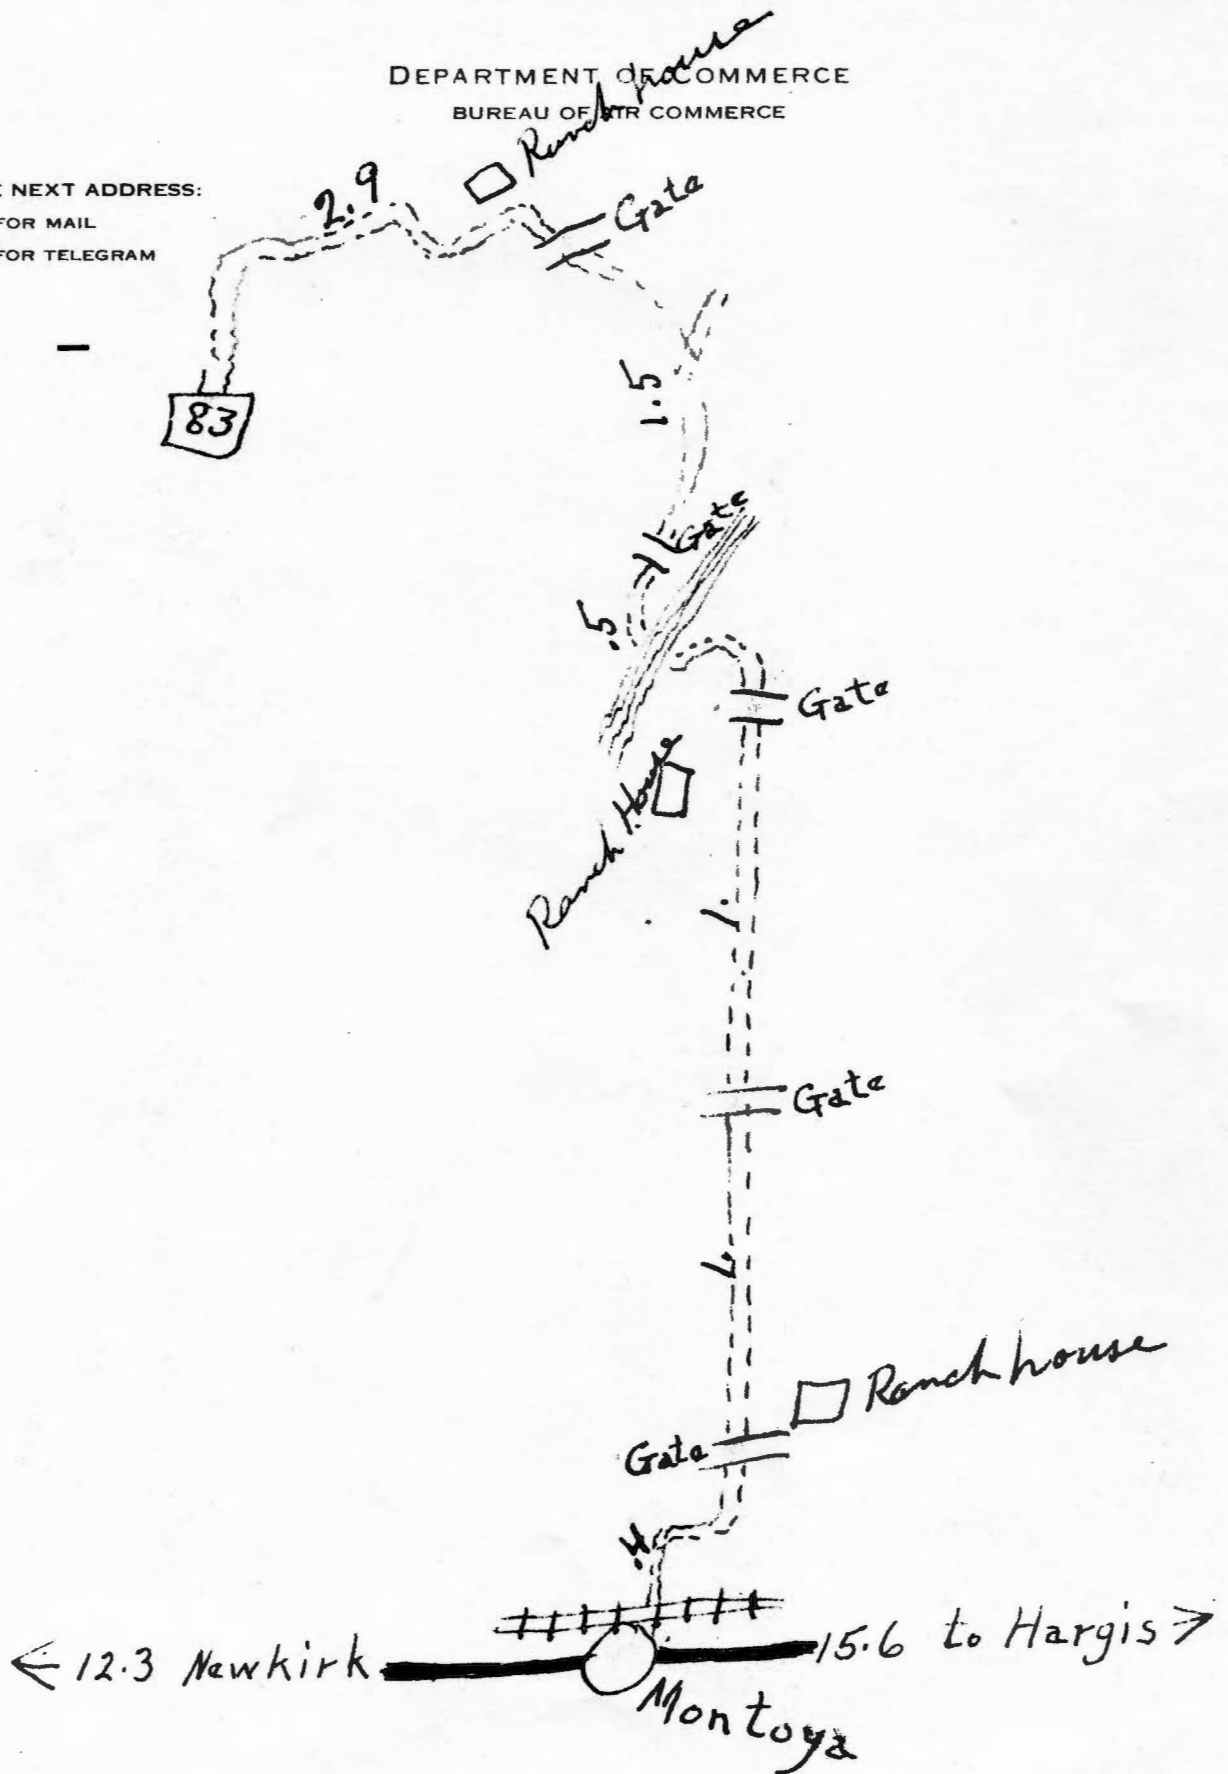 DEPARTMENT OF COMMERCE
BUREAU OF AIR COMMERCE
Ranch house
NEXT ADDRESS:
FOR MAIL
FOR TELEGRAM
2.9
Gate
83
1.5
Gate
.5
Gate
Ranch House
1.
Gate
1.
Ranch house
Gate
.4
← 12.3 Newkirk
15.6 to Hargis →
Montoya